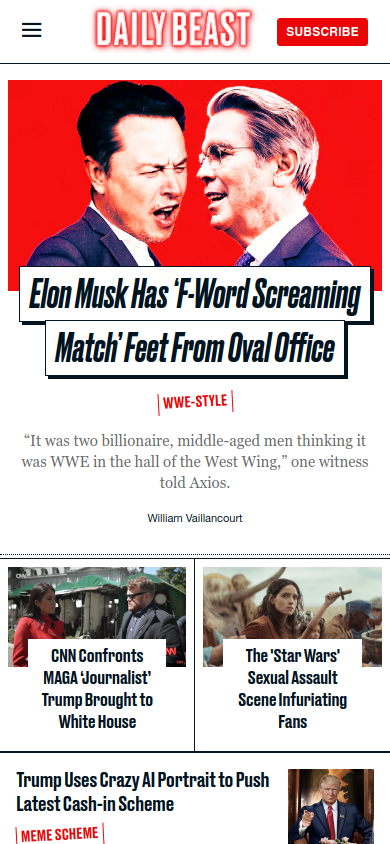 DAILY BEAST
SUBSCRIBE
Elon Musk Has ‘F-Word Screaming
Match’ Feet From Oval Office
WWE-STYLE
“It was two billionaire, middle-aged men thinking it
was WWE in the hall of the West Wing,” one witness
told Axios.
William Vaillancourt
CNN Confronts
MAGA ‘Journalist’
Trump Brought to
White House
The 'Star Wars'
Sexual Assault
Scene Infuriating
Fans
Trump Uses Crazy AI Portrait to Push
Latest Cash-in Scheme
MEME SCHEME